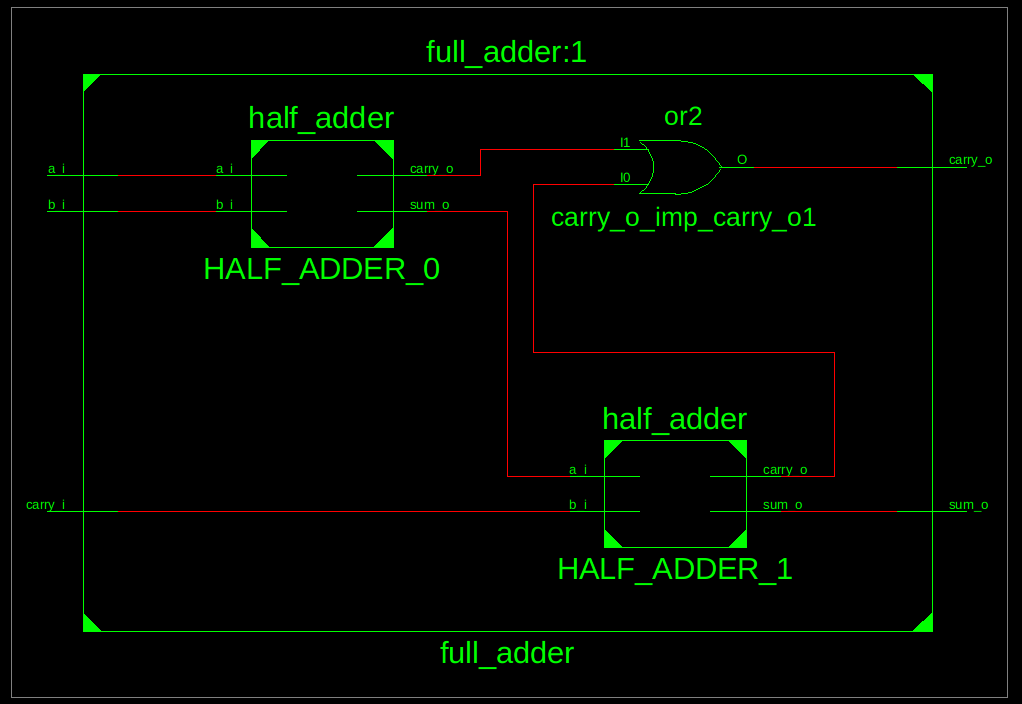 full_adder:1
half_adder
or2
a_i
b_i
a_i
b_i
carry_o
sum_o
I1
I0
O
carry_o
carry_o_imp_carry_o1
HALF_ADDER_0
half_adder
carry_i
a_i
b_i
carry_o
sum_o
sum_o
HALF_ADDER_1
full_adder